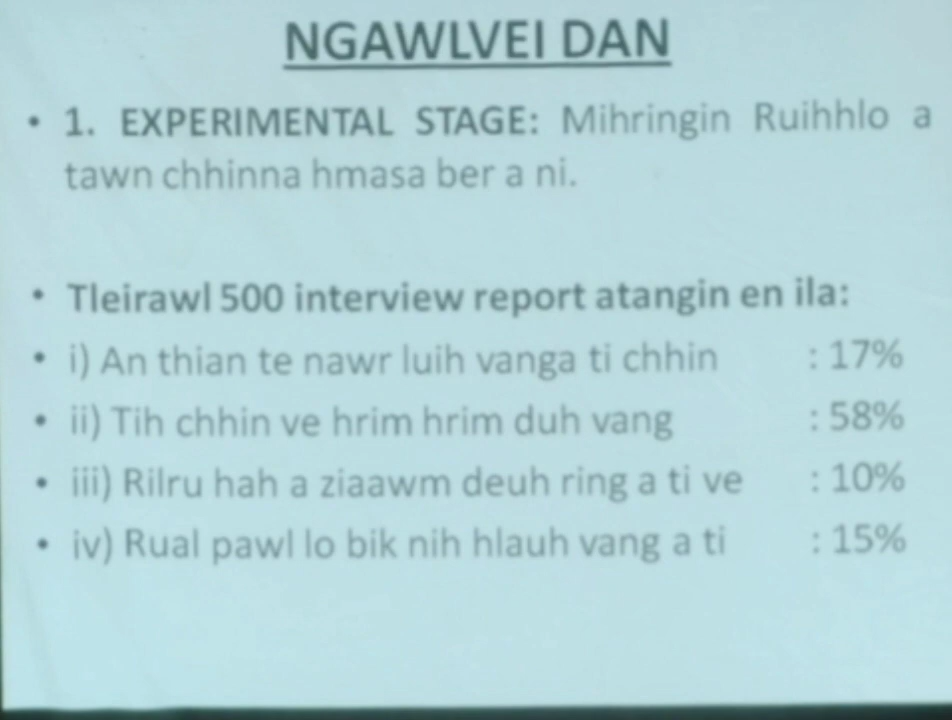 NGAWLVEI DAN
• 1. EXPERIMENTAL STAGE: Mihringin Ruihhlo a
tawn chhinna hmasa ber a ni.
• Tleirawl 500 interview report atangin en ila:
• i) An thian te nawr luih vanga ti chhin : 17%
• ii) Tih chhin ve hrim hrim duh vang : 58%
• iii) Rilru hah a ziaawm deuh ring a ti ve : 10%
• iv) Rual pawl lo bik nih hlauh vang a ti : 15%